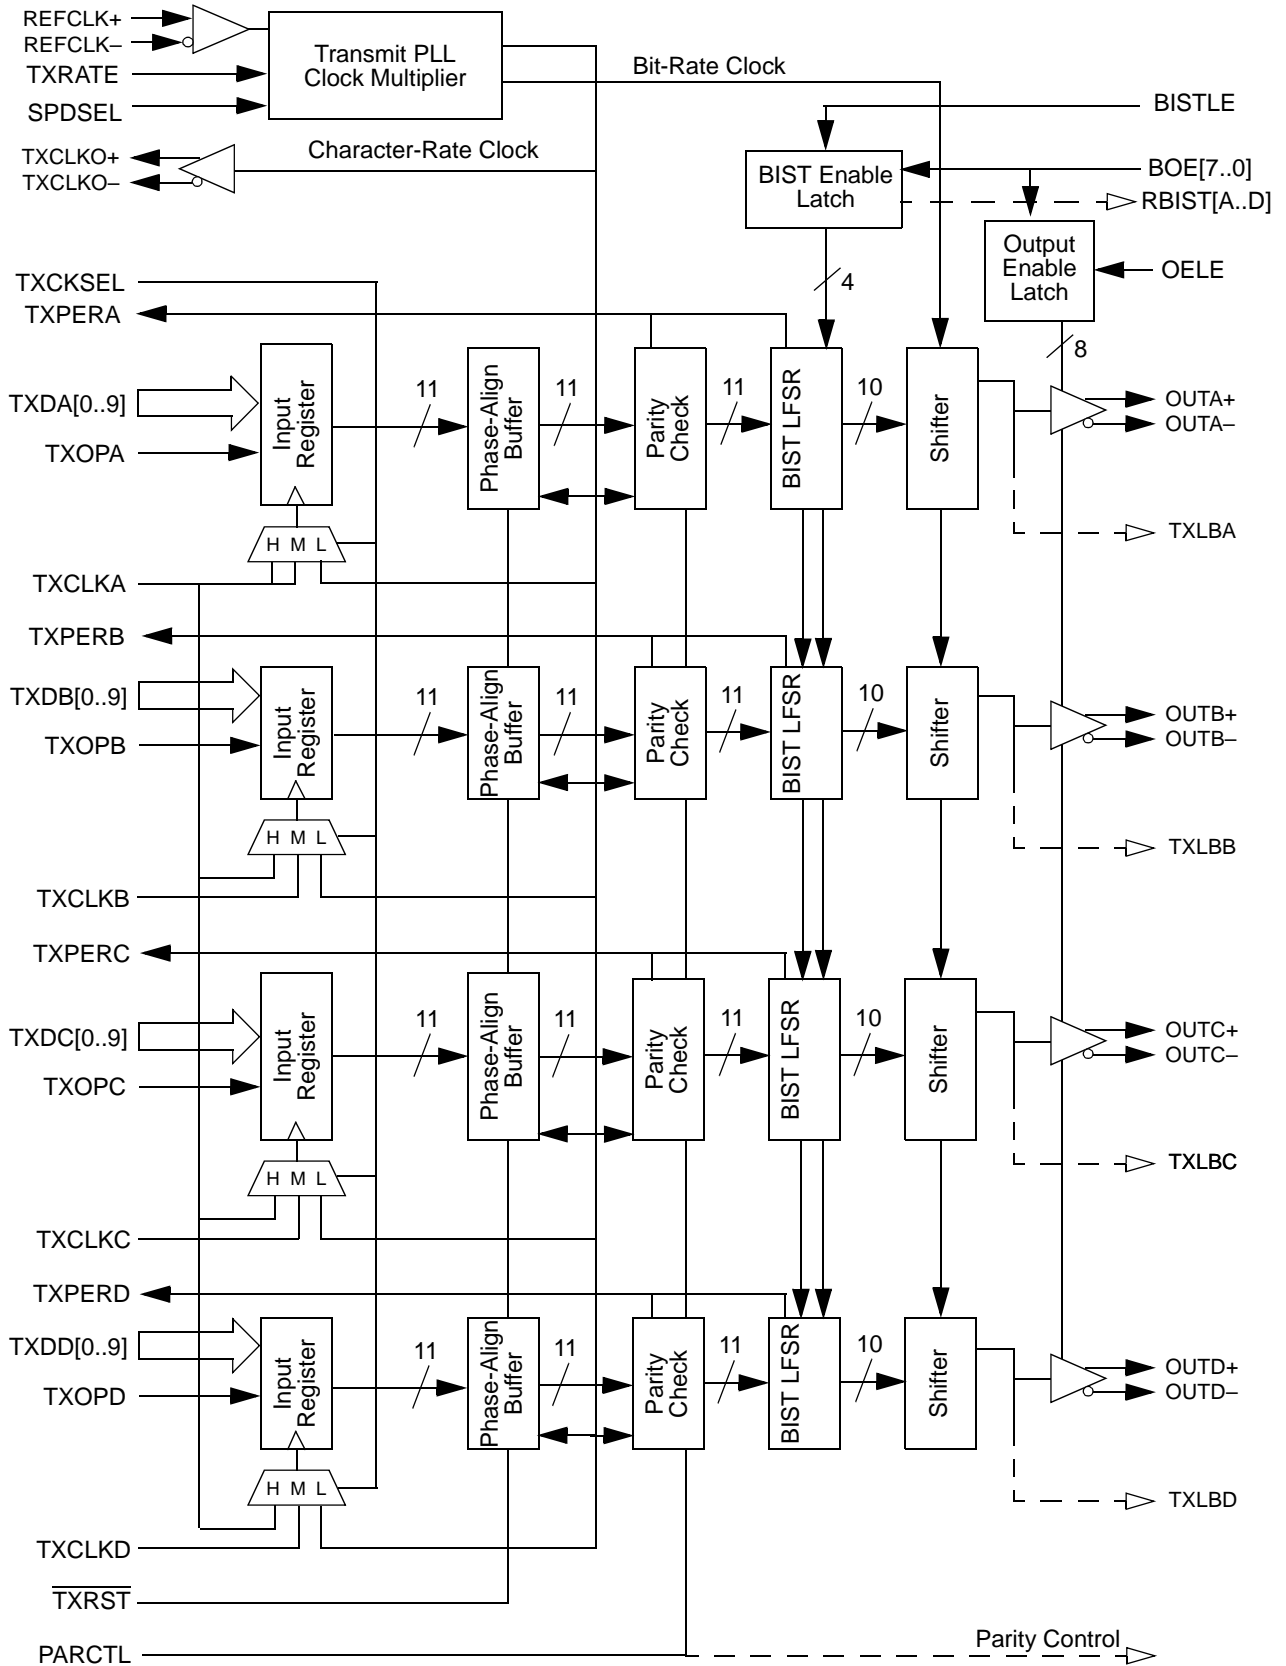 REFCLK+
REFCLK–
TXRATE
SPDSEL
Transmit PLL
Clock Multiplier
Bit-Rate Clock
BISTLE
TXCLKO+
TXCLKO–
Character-Rate Clock
BIST Enable
Latch
BOE[7..0]
RBIST[A..D]
Output
Enable
Latch
OELE
4
8
TXCKSEL
TXPERA
TXDA[0..9]
TXOPA
Input
Register
11
Phase-Align
Buffer
11
Parity
Check
11
BIST LFSR
10
Shifter
OUTA+
OUTA–
H M L
TXLBA
TXCLKA
TXPERB
TXDB[0..9]
TXOPB
Input
Register
11
Phase-Align
Buffer
11
Parity
Check
11
BIST LFSR
10
Shifter
OUTB+
OUTB–
H M L
TXLBB
TXCLKB
TXPERC
TXDC[0..9]
TXOPC
Input
Register
11
Phase-Align
Buffer
11
Parity
Check
11
BIST LFSR
10
Shifter
OUTC+
OUTC–
H M L
TXLBC
TXCLKC
TXPERD
TXDD[0..9]
TXOPD
Input
Register
11
Phase-Align
Buffer
11
Parity
Check
11
BIST LFSR
10
Shifter
OUTD+
OUTD–
H M L
TXLBD
TXCLKD
TXRST
PARCTL
Parity Control